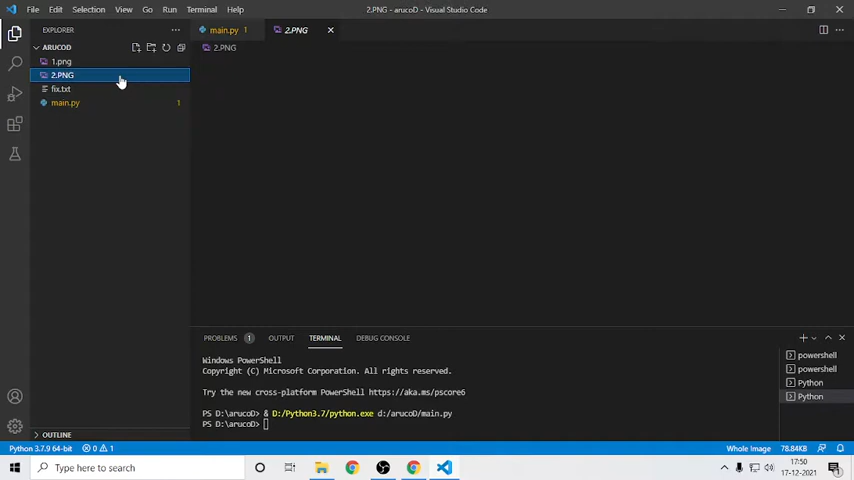 File Edit Selection View Go Run Terminal Help
2.PNG - arucoD - Visual Studio Code
EXPLORER
ARUCOD
1.png
2.PNG
fix.txt
main.py 1
main.py 1
2.PNG
2.PNG
PROBLEMS 1 OUTPUT TERMINAL DEBUG CONSOLE
Windows PowerShell
Copyright (C) Microsoft Corporation. All rights reserved.
Try the new cross-platform PowerShell https://aka.ms/pscore6
PS D:\arucoD> & D:/Python3.7/python.exe d:/arucoD/main.py
PS D:\arucoD>
powershell
powershell
Python
Python
OUTLINE
Python 3.7.9 64-bit 0 1
Whole Image 78.84KB
Type here to search
17:50
17-12-2021